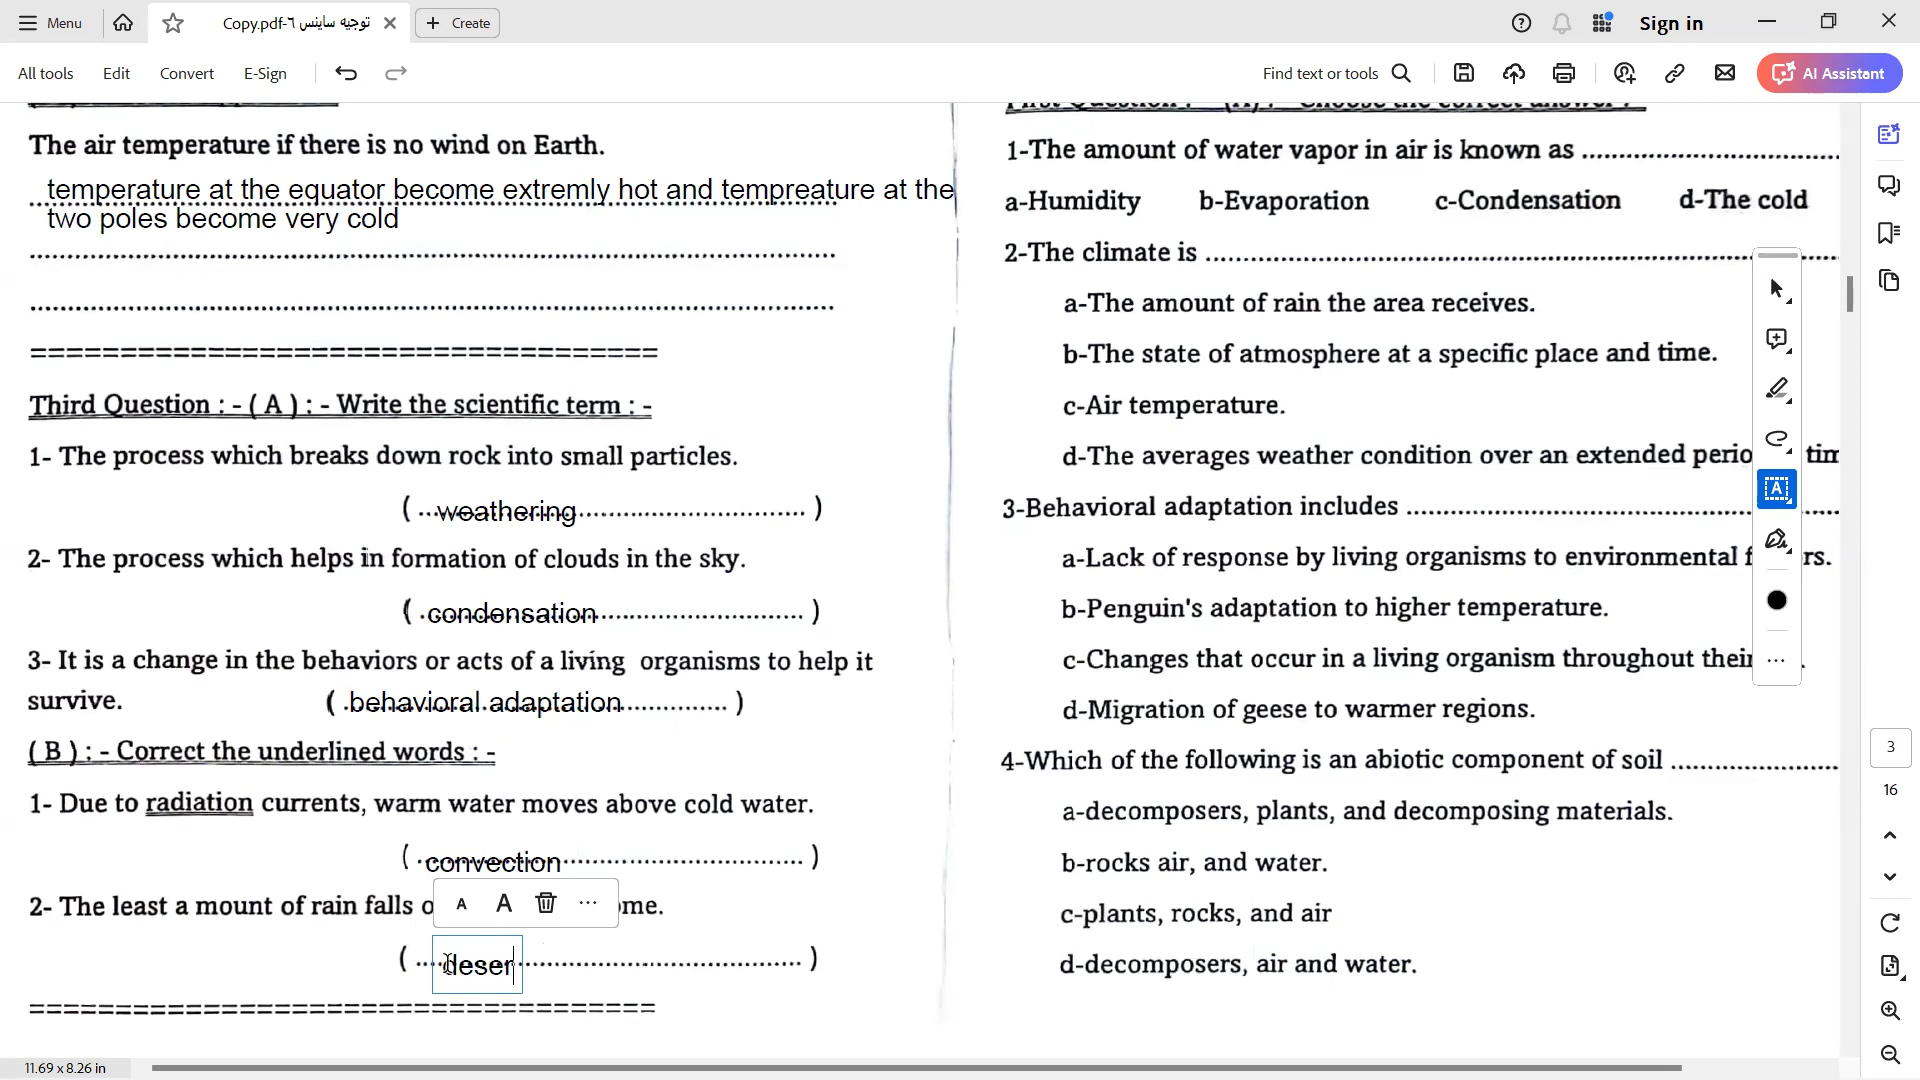 Menu
Copy.pdf-٦ توجيه ساينس
Create
Sign in
All tools
Edit
Convert
E-Sign
Find text or tools
AI Assistant
The air temperature if there is no wind on Earth.
temperature at the equator become extremly hot and tempreature at the
two poles become very cold
===================================
Third Question : - ( A ) : - Write the scientific term : -
1- The process which breaks down rock into small particles.
( .. weathering .............................. )
2- The process which helps in formation of clouds in the sky.
( . condensation .............................. )
3- It is a change in the behaviors or acts of a living organisms to help it
survive. ( . behavioral adaptation .................. )
( B ) : - Correct the underlined words : -
1- Due to radiation currents, warm water moves above cold water.
( . convection .............................. )
2- The least a mount of rain falls o
me.
( .... deser .............................. )
===================================
First Question : - (A) : - Choose the correct answer : -
1-The amount of water vapor in air is known as ..............................
a-Humidity b-Evaporation c-Condensation d-The cold
2-The climate is ............................................................
a-The amount of rain the area receives.
b-The state of atmosphere at a specific place and time.
c-Air temperature.
d-The averages weather condition over an extended perio tim
3-Behavioral adaptation includes ........................................
a-Lack of response by living organisms to environmental f rs.
b-Penguin's adaptation to higher temperature.
c-Changes that occur in a living organism throughout thei .
d-Migration of geese to warmer regions.
4-Which of the following is an abiotic component of soil ....................
a-decomposers, plants, and decomposing materials.
b-rocks air, and water.
c-plants, rocks, and air
d-decomposers, air and water.
3
16
11.69 x 8.26 in